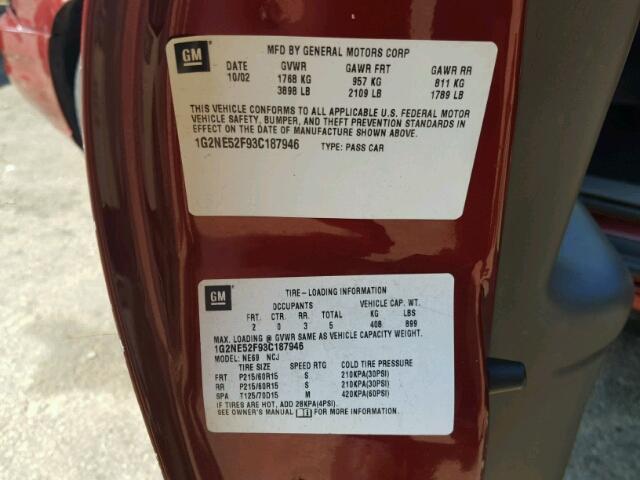 GM
MFD BY GENERAL MOTORS CORP
DATE GVWR GAWR FRT GAWR RR
10/02 1768 KG 957 KG 811 KG
3898 LB 2109 LB 1789 LB
THIS VEHICLE CONFORMS TO ALL APPLICABLE U.S. FEDERAL MOTOR
VEHICLE SAFETY, BUMPER, AND THEFT PREVENTION STANDARDS IN
EFFECT ON THE DATE OF MANUFACTURE SHOWN ABOVE.
1G2NE52F93C187946 TYPE: PASS CAR
GM
TIRE-LOADING INFORMATION
OCCUPANTS VEHICLE CAP. WT.
FRT. CTR. RR. TOTAL KG LBS
2 0 3 5 408 899
MAX. LOADING @ GVWR SAME AS VEHICLE CAPACITY WEIGHT.
1G2NE52F93C187946
MODEL: NE69 NCJ
TIRE SIZE SPEED RTG COLD TIRE PRESSURE
FRT P215/60R15 S 210KPA(30PSI)
RR P215/60R15 S 210KPA(30PSI)
SPA T125/70D15 M 420KPA(60PSI)
IF TIRES ARE HOT, ADD 28KPA(4PSI).
SEE OWNER'S MANUAL FOR MORE INFORMATION.